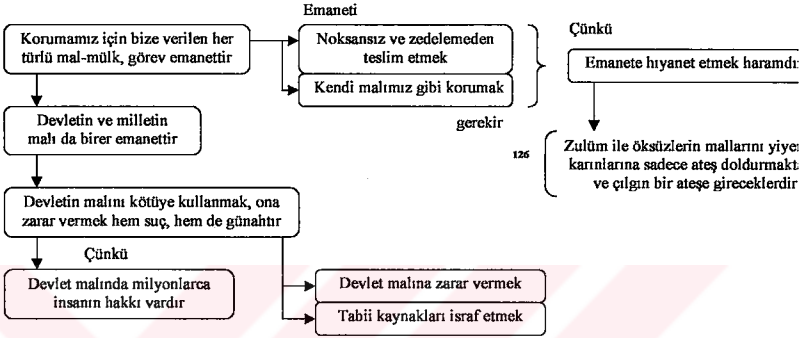 Emaneti
Korumamız için bize verilen her
türlü mal-mülk, görev emanettir
Noksansız ve zedelemeden
teslim etmek
Kendi malımız gibi korumak
gerekir
Çünkü
Emanete hıyanet etmek haramdı
Devletin ve milletin
malı da birer emanettir
126
Zulüm ile öksüzlerin mallarını yiye
karınlarına sadece ateş doldurmakt
ve çılgın bir ateşe gireceklerdir
Devletin malını kötüye kullanmak, ona
zarar vermek hem suç, hem de günahtır
Çünkü
Devlet malında milyonlarca
insanın hakkı vardır
Devlet malına zarar vermek
Tabii kaynakları israf etmek